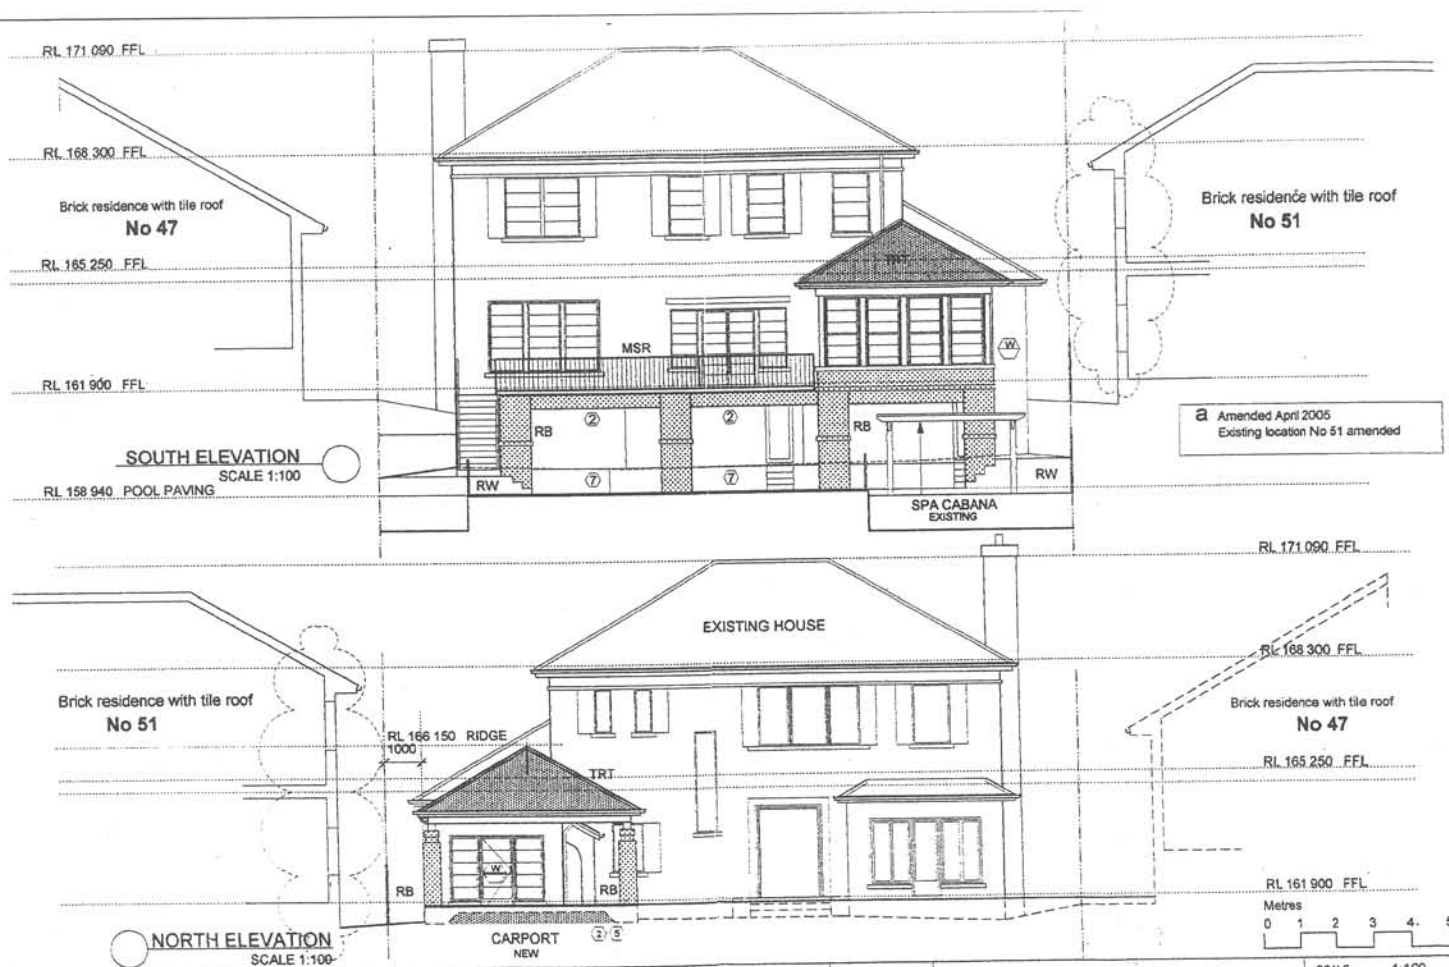 RL 171 090 FFL
RL 168 300 FFL
Brick residence with tile roof
No 47
Brick residence with tile roof
No 51
RL 165 250 FFL
TRT
W
MSR
RL 161 900 FFL
a Amended April 2005
Existing location No 51 amended
RB
2
2
RB
SOUTH ELEVATION
SCALE 1:100
RL 158 940 POOL PAVING
RW
7
7
RW
SPA CABANA
EXISTING
RL 171 090 FFL
EXISTING HOUSE
RL 168 300 FFL
Brick residence with tile roof
No 51
Brick residence with tile roof
No 47
RL 166 150 RIDGE
1000
TRT
RL 165 250 FFL
W
RB
RB
RL 161 900 FFL
Metres
0 1 2 3 4 5
NORTH ELEVATION
SCALE 1:100
CARPORT
NEW
2 5
1:100